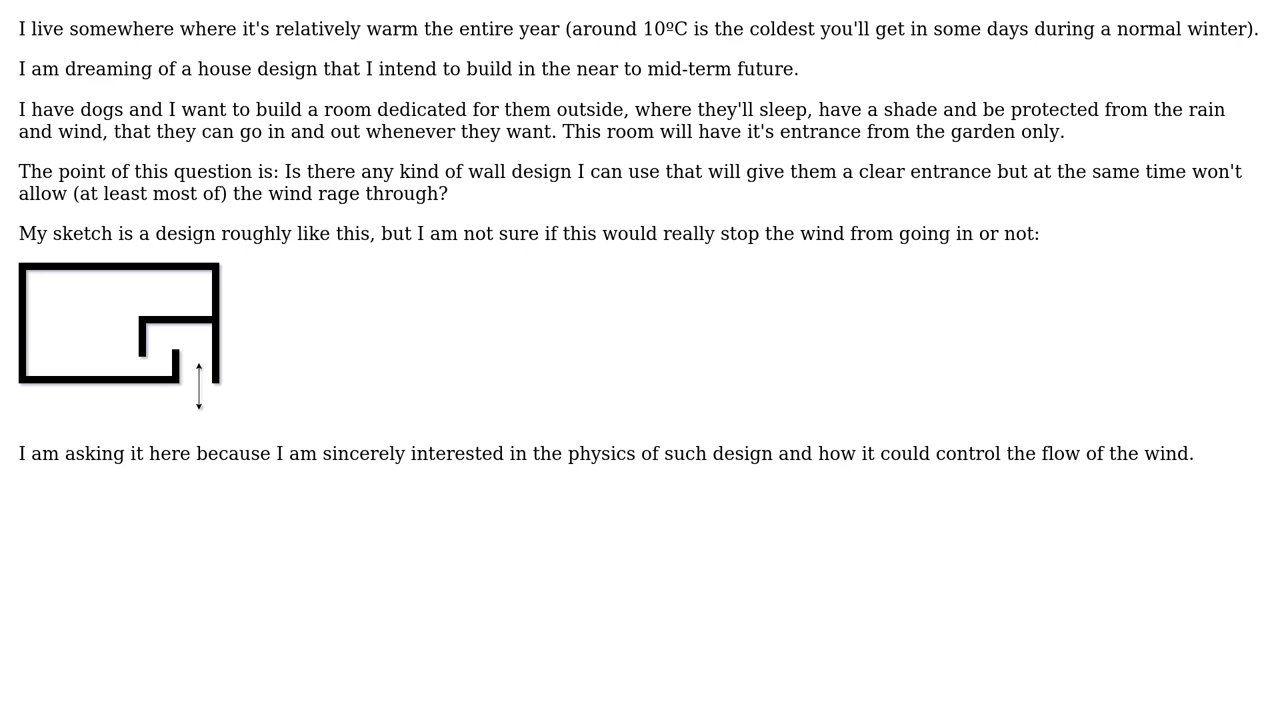 I live somewhere where it's relatively warm the entire year (around 10ºC is the coldest you'll get in some days during a normal winter).
I am dreaming of a house design that I intend to build in the near to mid-term future.
I have dogs and I want to build a room dedicated for them outside, where they'll sleep, have a shade and be protected from the rain
and wind, that they can go in and out whenever they want. This room will have it's entrance from the garden only.
The point of this question is: Is there any kind of wall design I can use that will give them a clear entrance but at the same time won't
allow (at least most of) the wind rage through?
My sketch is a design roughly like this, but I am not sure if this would really stop the wind from going in or not:
I am asking it here because I am sincerely interested in the physics of such design and how it could control the flow of the wind.